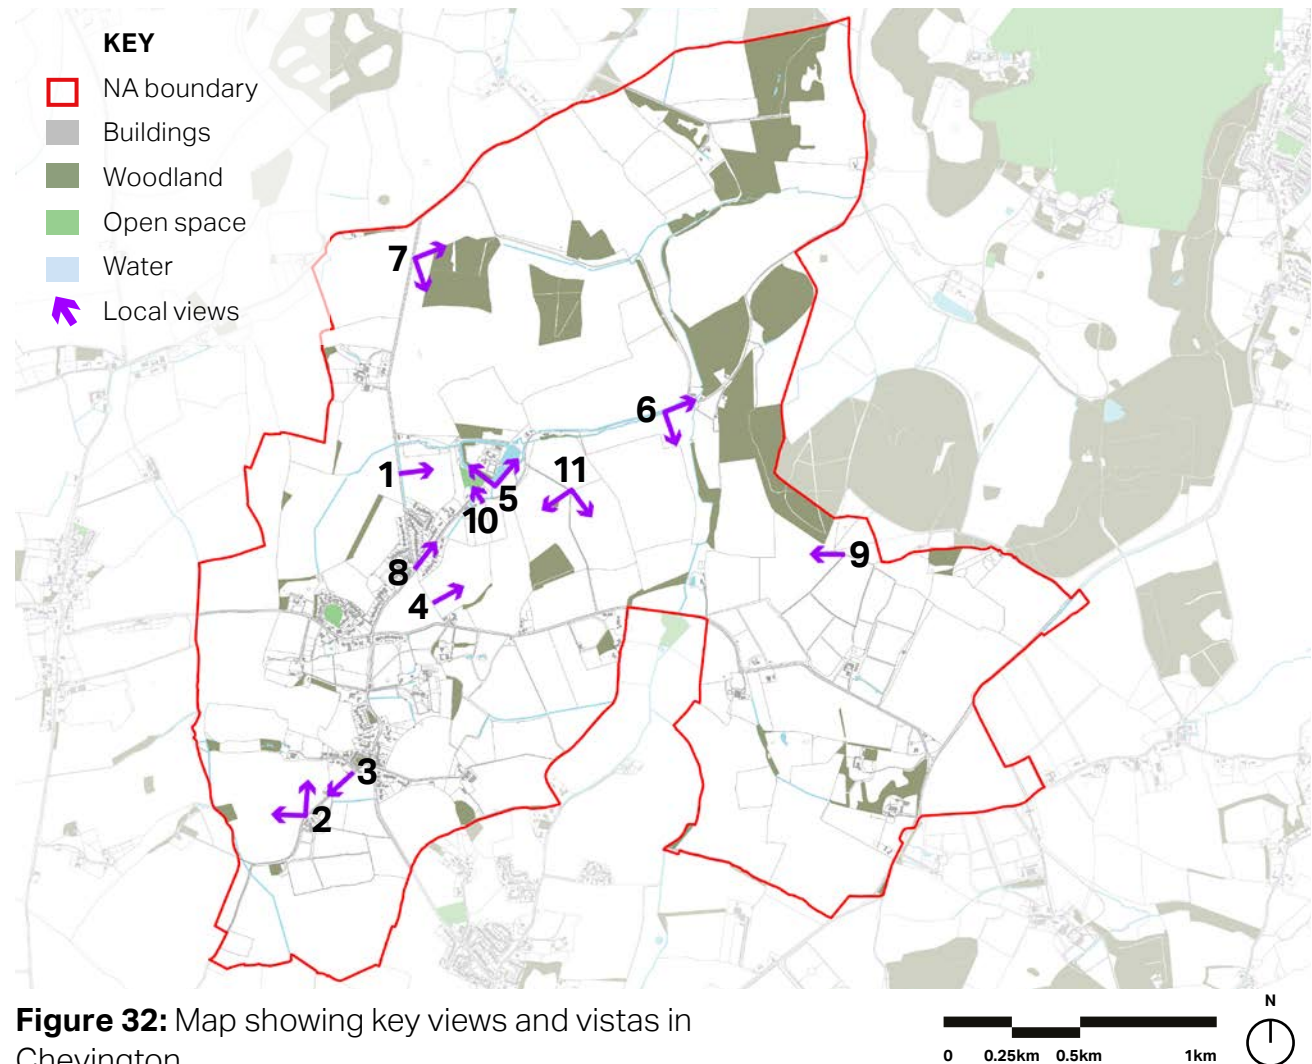 KEY
NA boundary
Buildings
Woodland
Open space
Water
Local views
7
6
1
11
5
10
8
9
4
3
2
Figure 32: Map showing key views and vistas in
Chevington
N
0 0.25km 0.5km 1km